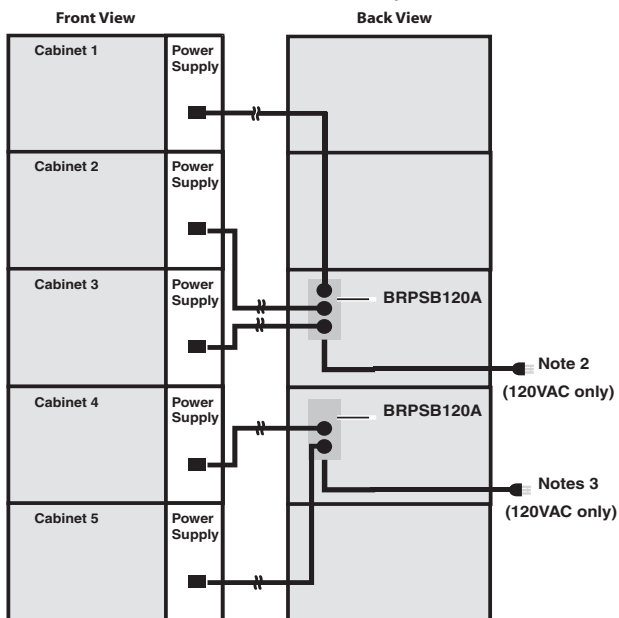 Front View
Back View
Cabinet 1
Power
Supply
Cabinet 2
Power
Supply
Cabinet 3
Power
Supply
BRPSB120A
Note 2
(120VAC only)
Cabinet 4
Power
Supply
BRPSB120A
Notes 3
(120VAC only)
Cabinet 5
Power
Supply